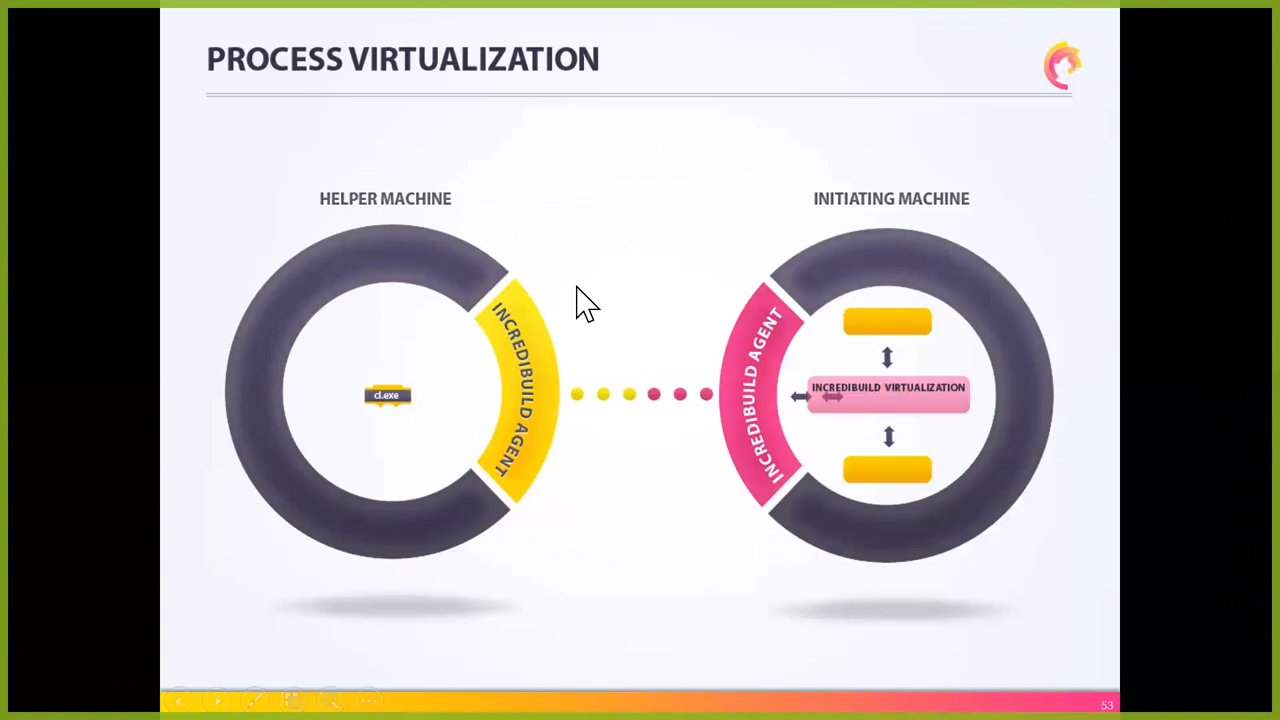 PROCESS VIRTUALIZATION
HELPER MACHINE
INITIATING MACHINE
cl.exe
INCREDIBUILD AGENT
INCREDIBUILD AGENT
INCREDIBUILD VIRTUALIZATION
53